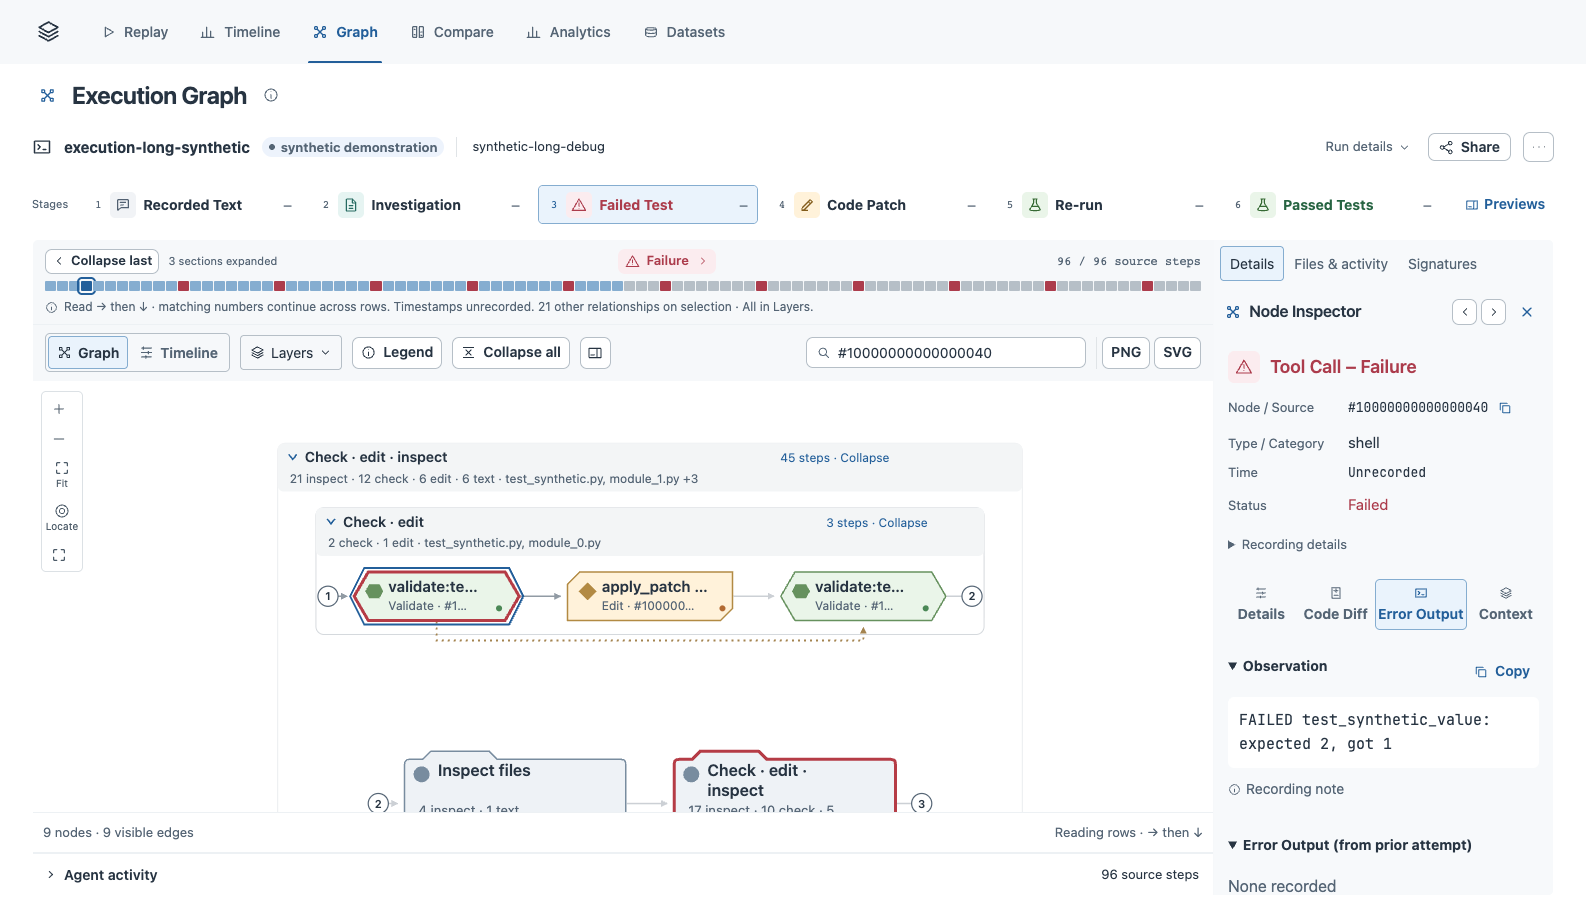 Replay
Timeline
Graph
Compare
Analytics
Datasets
Execution Graph
execution-long-synthetic
synthetic demonstration
synthetic-long-debug
Run details
Share
Stages
1 Recorded Text –
2 Investigation –
3 Failed Test –
4 Code Patch –
5 Re-run –
6 Passed Tests –
Previews
Collapse last
3 sections expanded
Failure
96 / 96 source steps
Read → then ↓ · matching numbers continue across rows. Timestamps unrecorded. 21 other relationships on selection · All in Layers.
Graph
Timeline
Layers
Legend
Collapse all
#10000000000000040
PNG
SVG
Fit
Locate
Check · edit · inspect
45 steps · Collapse
21 inspect · 12 check · 6 edit · 6 text · test_synthetic.py, module_1.py +3
Check · edit
3 steps · Collapse
2 check · 1 edit · test_synthetic.py, module_0.py
1
validate:te...
Validate · #1...
apply_patch ...
Edit · #100000...
validate:te...
Validate · #1...
2
2
Inspect files
4 inspect · 1 text
Check · edit ·
inspect
17 inspect · 10 check · 5
3
9 nodes · 9 visible edges
Reading rows · → then ↓
Agent activity
96 source steps
Details
Files & activity
Signatures
Node Inspector
Tool Call – Failure
Node / Source #10000000000000040
Type / Category shell
Time Unrecorded
Status Failed
Recording details
Details
Code Diff
Error Output
Context
Observation
Copy
FAILED test_synthetic_value:
expected 2, got 1
Recording note
Error Output (from prior attempt)
None recorded